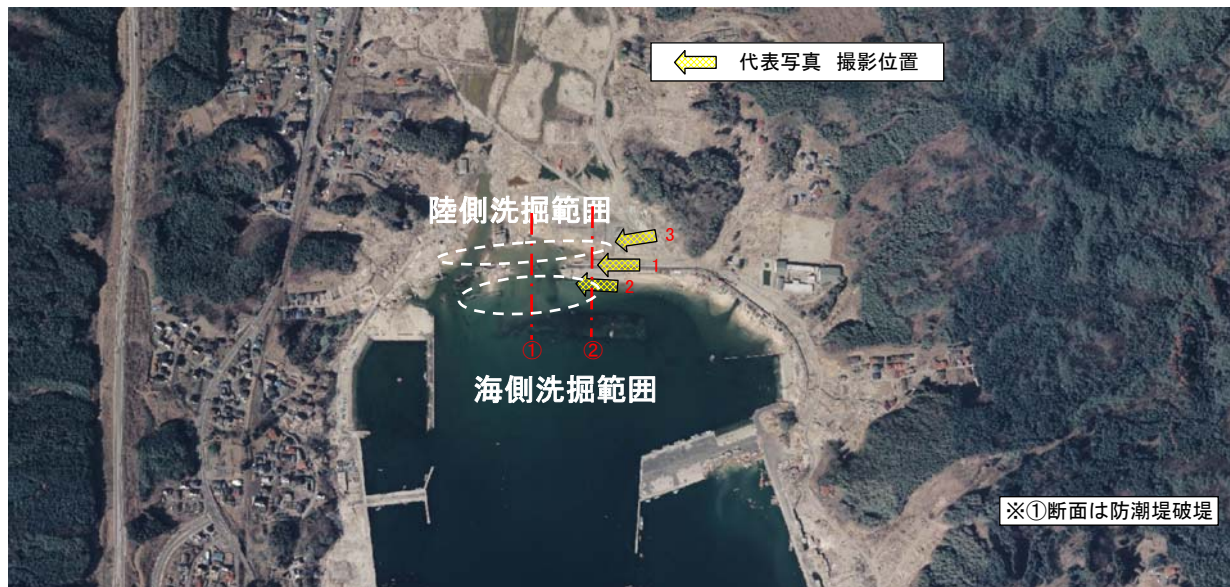 代表写真 撮影位置
陸側洗掘範囲
3
1
2
① ②
海側洗掘範囲
※①断面は防潮堤破堤